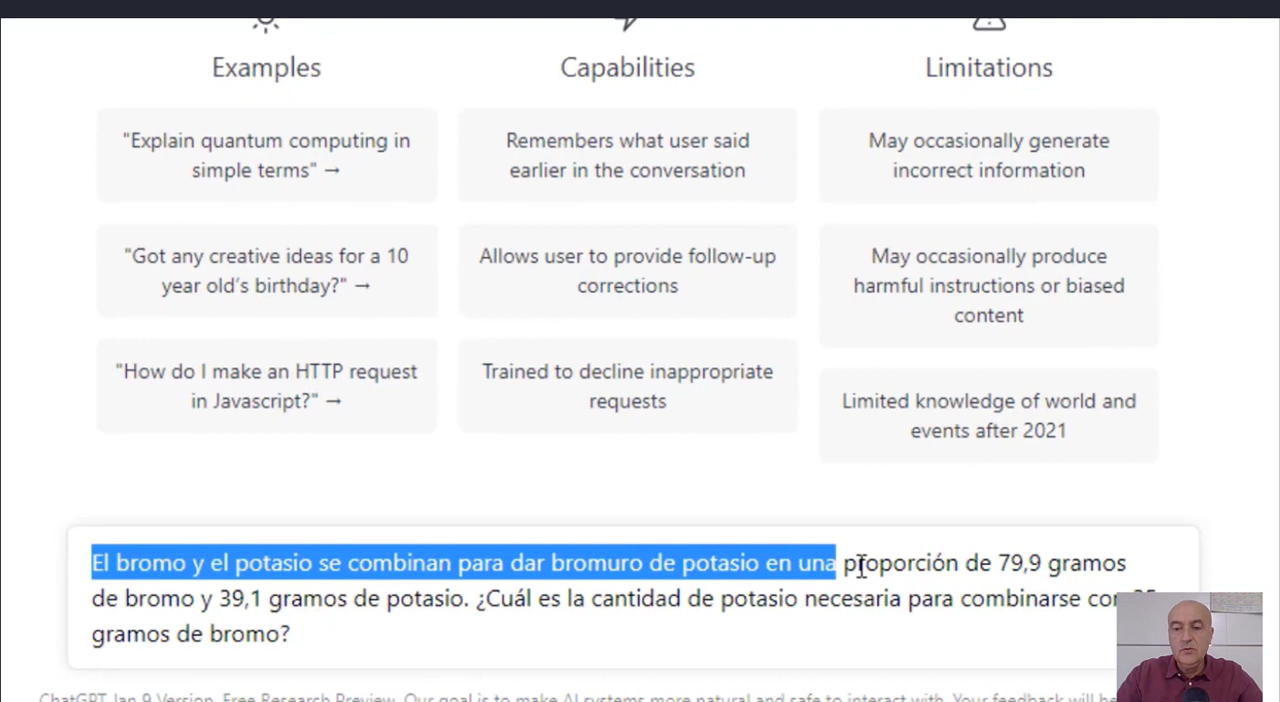 Examples
Capabilities
Limitations
"Explain quantum computing in
simple terms" →
Remembers what user said
earlier in the conversation
May occasionally generate
incorrect information
"Got any creative ideas for a 10
year old's birthday?" →
Allows user to provide follow-up
corrections
May occasionally produce
harmful instructions or biased
content
"How do I make an HTTP request
in Javascript?" →
Trained to decline inappropriate
requests
Limited knowledge of world and
events after 2021
El bromo y el potasio se combinan para dar bromuro de potasio en una proporción de 79,9 gramos
de bromo y 39,1 gramos de potasio. ¿Cuál es la cantidad de potasio necesaria para combinarse con
gramos de bromo?
ChatGPT Jan 9 Version. Free Research Preview. Our goal is to make AI systems more natural and safe to interact with. Your feedback will